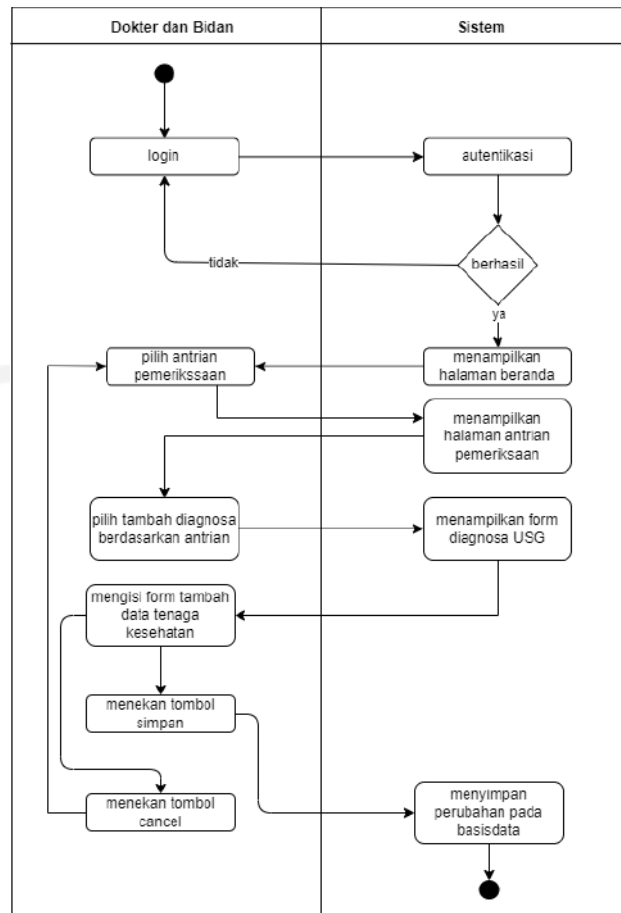 Dokter dan Bidan
Sistem
login
autentikasi
berhasil
tidak
ya
menampilkan
halaman beranda
pilih antrian
pemerikssaan
menampilkan
halaman antrian
pemeriksaan
pilih tambah diagnosa
berdasarkan antrian
menampilkan form
diagnosa USG
mengisi form tambah
data tenaga
kesehatan
menekan tombol
simpan
menekan tombol
cancel
menyimpan
perubahan pada
basisdata